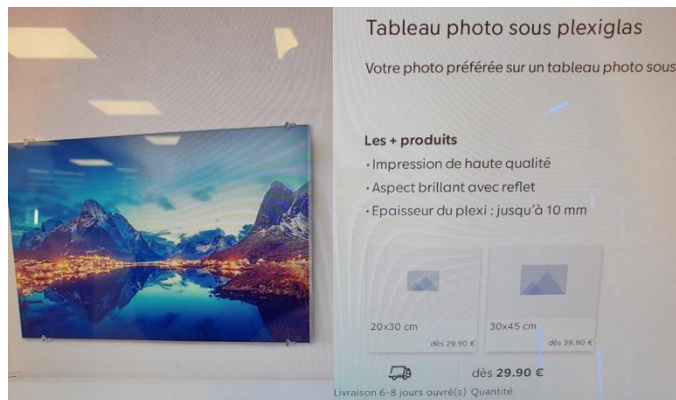 Tableau photo sous plexiglas
Votre photo préférée sur un tableau photo sous
Les + produits
• Impression de haute qualité
• Aspect brillant avec reflet
• Epaisseur du plexi : jusqu'à 10 mm
20x30 cm
dès 29.90 €
30x45 cm
dès 39.90 €
dès 29.90 €
Livraison 6-8 jours ouvré(s) Quantité